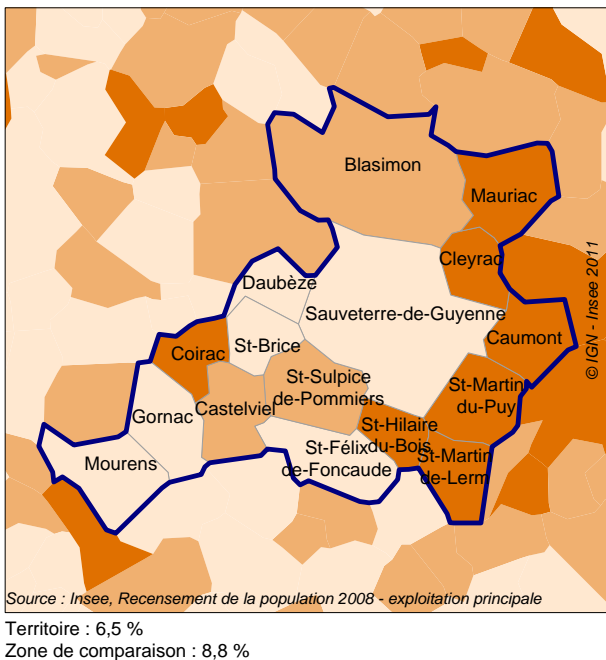 Blasimon
Mauriac
Cleyrac
Daubèze
Sauveterre-de-Guyenne
Caumont
St-Brice
Coirac
St-Sulpice
de-Pommiers
St-Martin
du-Puy
Castelviel
Gornac
St-Hilaire
du-Bois
St-Félix
de-Foncaude
St-Martin
de-Lerm
Mourens
© IGN - Insee 2011
Source : Insee, Recensement de la population 2008 - exploitation principale
Territoire : 6,5 %
Zone de comparaison : 8,8 %